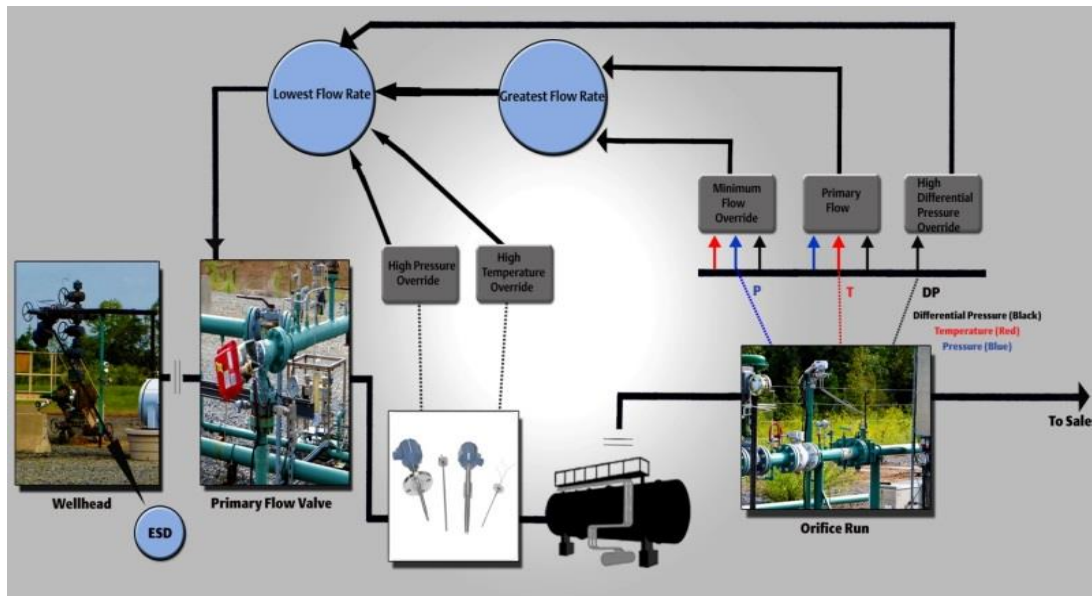 Lowest Flow Rate
Greatest Flow Rate
Minimum
Flow
Override
Primary
Flow
High
Differential
Pressure
Override
High Pressure
Override
High
Temperature
Override
P
T
DP
Differential Pressure (Black)
Temperature (Red)
Pressure (Blue)
To Sale
Wellhead
Primary Flow Valve
Orifice Run
ESD